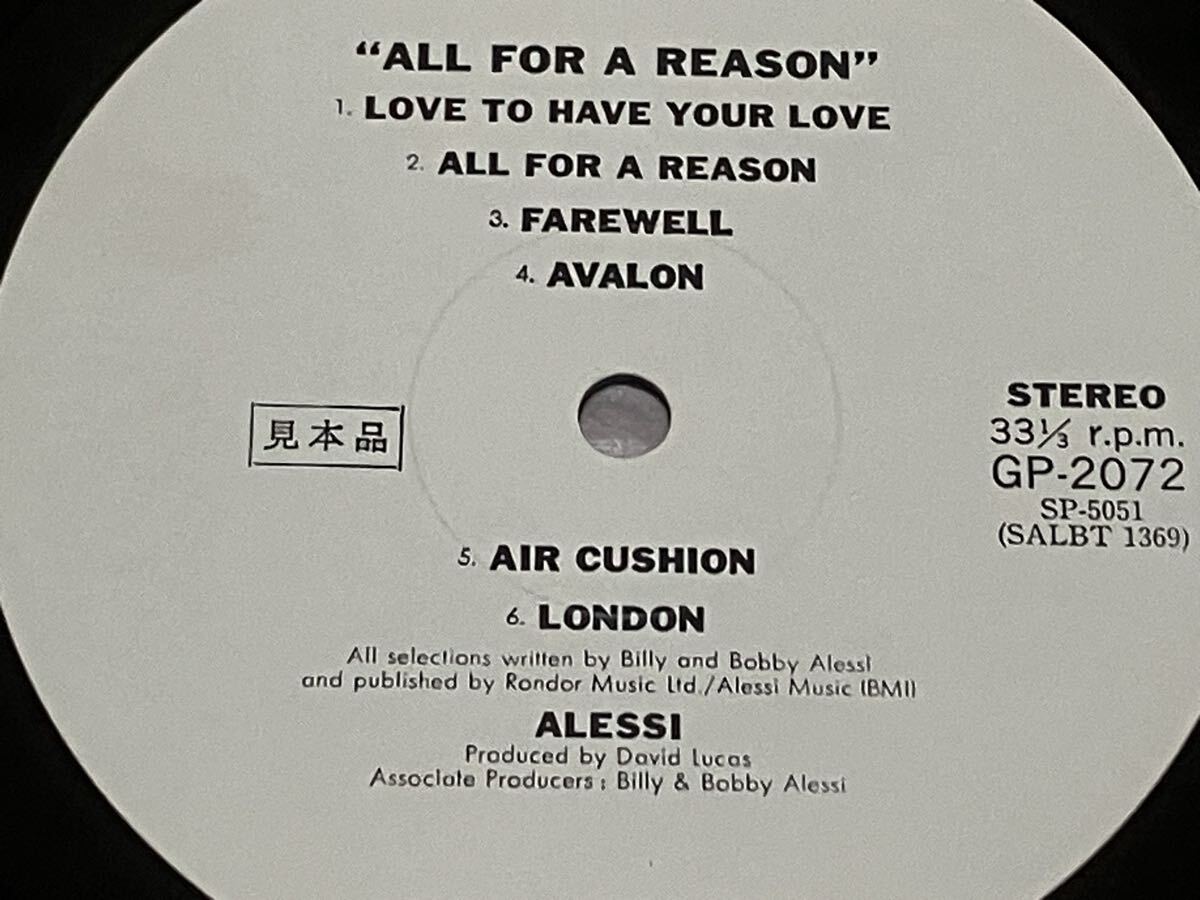 “ALL FOR A REASON”
1. LOVE TO HAVE YOUR LOVE
2. ALL FOR A REASON
3. FAREWELL
4. AVALON
見本品
STEREO
33⅓ r.p.m.
GP-2072
SP-5051
(SALBT 1369)
5. AIR CUSHION
6. LONDON
All selections written by Billy and Bobby Alessi
and published by Rondor Music Ltd./Alessi Music (BMI)
ALESSI
Produced by David Lucas
Associate Producers: Billy & Bobby Alessi